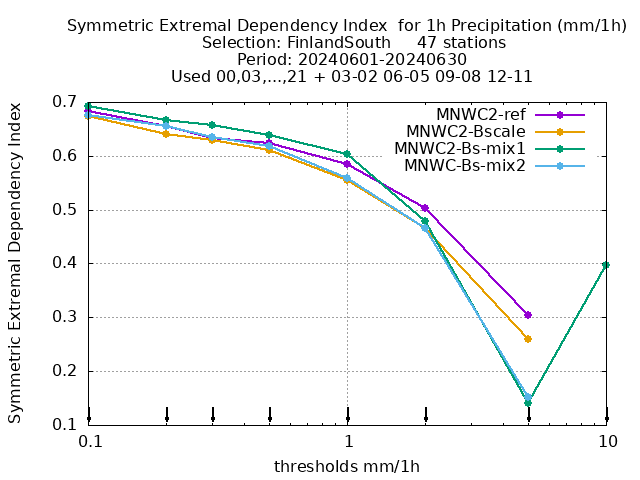 Symmetric Extremal Dependency Index  for 1h Precipitation (mm/1h)
Selection: FinlandSouth     47 stations
Period: 20240601-20240630
Used 00,03,...,21 + 03-02 06-05 09-08 12-11
Symmetric Extremal Dependency Index
0.7
0.6
0.5
0.4
0.3
0.2
0.1
MNWC2-ref
MNWC2-Bscale
MNWC2-Bs-mix1
MNWC-Bs-mix2
0.1 1 10
thresholds mm/1h